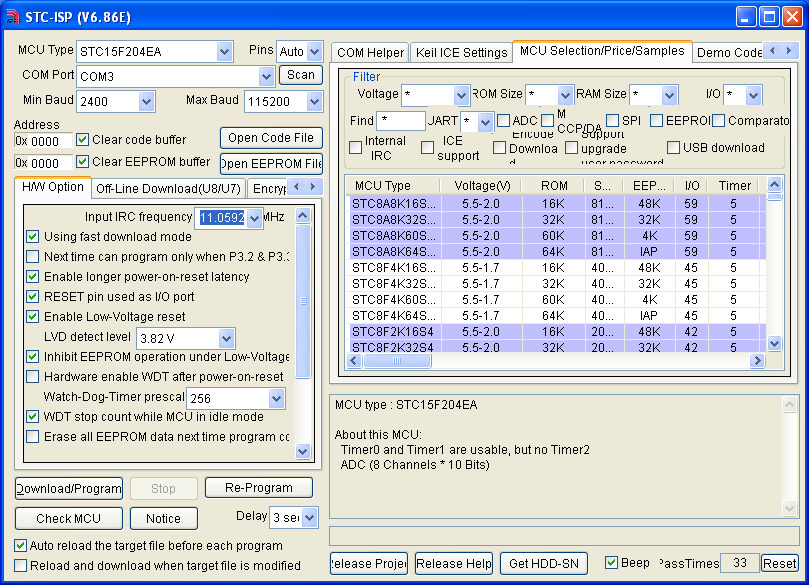 STC-ISP (V6.86E)
MCU Type STC15F204EA Pins Auto
COM Port COM3 Scan
Min Baud 2400 Max Baud 115200
Address
0x 0000 Clear code buffer Open Code File
0x 0000 Clear EEPROM buffer Open EEPROM File
H/W Option Off-Line Download(U8/U7) Encryp
Input IRC frequency 11.0592 MHz
Using fast download mode
Next time can program only when P3.2 & P3.3
Enable longer power-on-reset latency
RESET pin used as I/O port
Enable Low-Voltage reset
LVD detect level 3.82 V
Inhibit EEPROM operation under Low-Voltage
Hardware enable WDT after power-on-reset
Watch-Dog-Timer prescal 256
WDT stop count while MCU in idle mode
Erase all EEPROM data next time program co
Download/Program Stop Re-Program
Check MCU Notice Delay 3 sec
Auto reload the target file before each program
Reload and download when target file is modified
COM Helper Keil ICE Settings MCU Selection/Price/Samples Demo Code
Filter
Voltage * ROM Size * RAM Size * I/O *
Find * UART * ADC M CCP/DA SPI EEPROI Comparato
Internal IRC ICE support Encode Downloa d support upgrade user password USB download
MCU Type Voltage(V) ROM S... EEP... I/O Timer
STC8A8K16S... 5.5-2.0 16K 81... 48K 59 5
STC8A8K32S... 5.5-2.0 32K 81... 32K 59 5
STC8A8K60S... 5.5-2.0 60K 81... 4K 59 5
STC8A8K64S... 5.5-2.0 64K 81... IAP 59 5
STC8F4K16S... 5.5-1.7 16K 40... 48K 45 5
STC8F4K32S... 5.5-1.7 32K 40... 32K 45 5
STC8F4K60S... 5.5-1.7 60K 40... 4K 45 5
STC8F4K64S... 5.5-1.7 64K 40... IAP 45 5
STC8F2K16S4 5.5-2.0 16K 20... 48K 42 5
STC8F2K32S4 5.5-2.0 32K 20... 32K 42 5
MCU type : STC15F204EA
About this MCU:
Timer0 and Timer1 are usable, but no Timer2
ADC (8 Channels * 10 Bits)
Release Projec Release Help Get HDD-SN Beep PassTimes 33 Reset